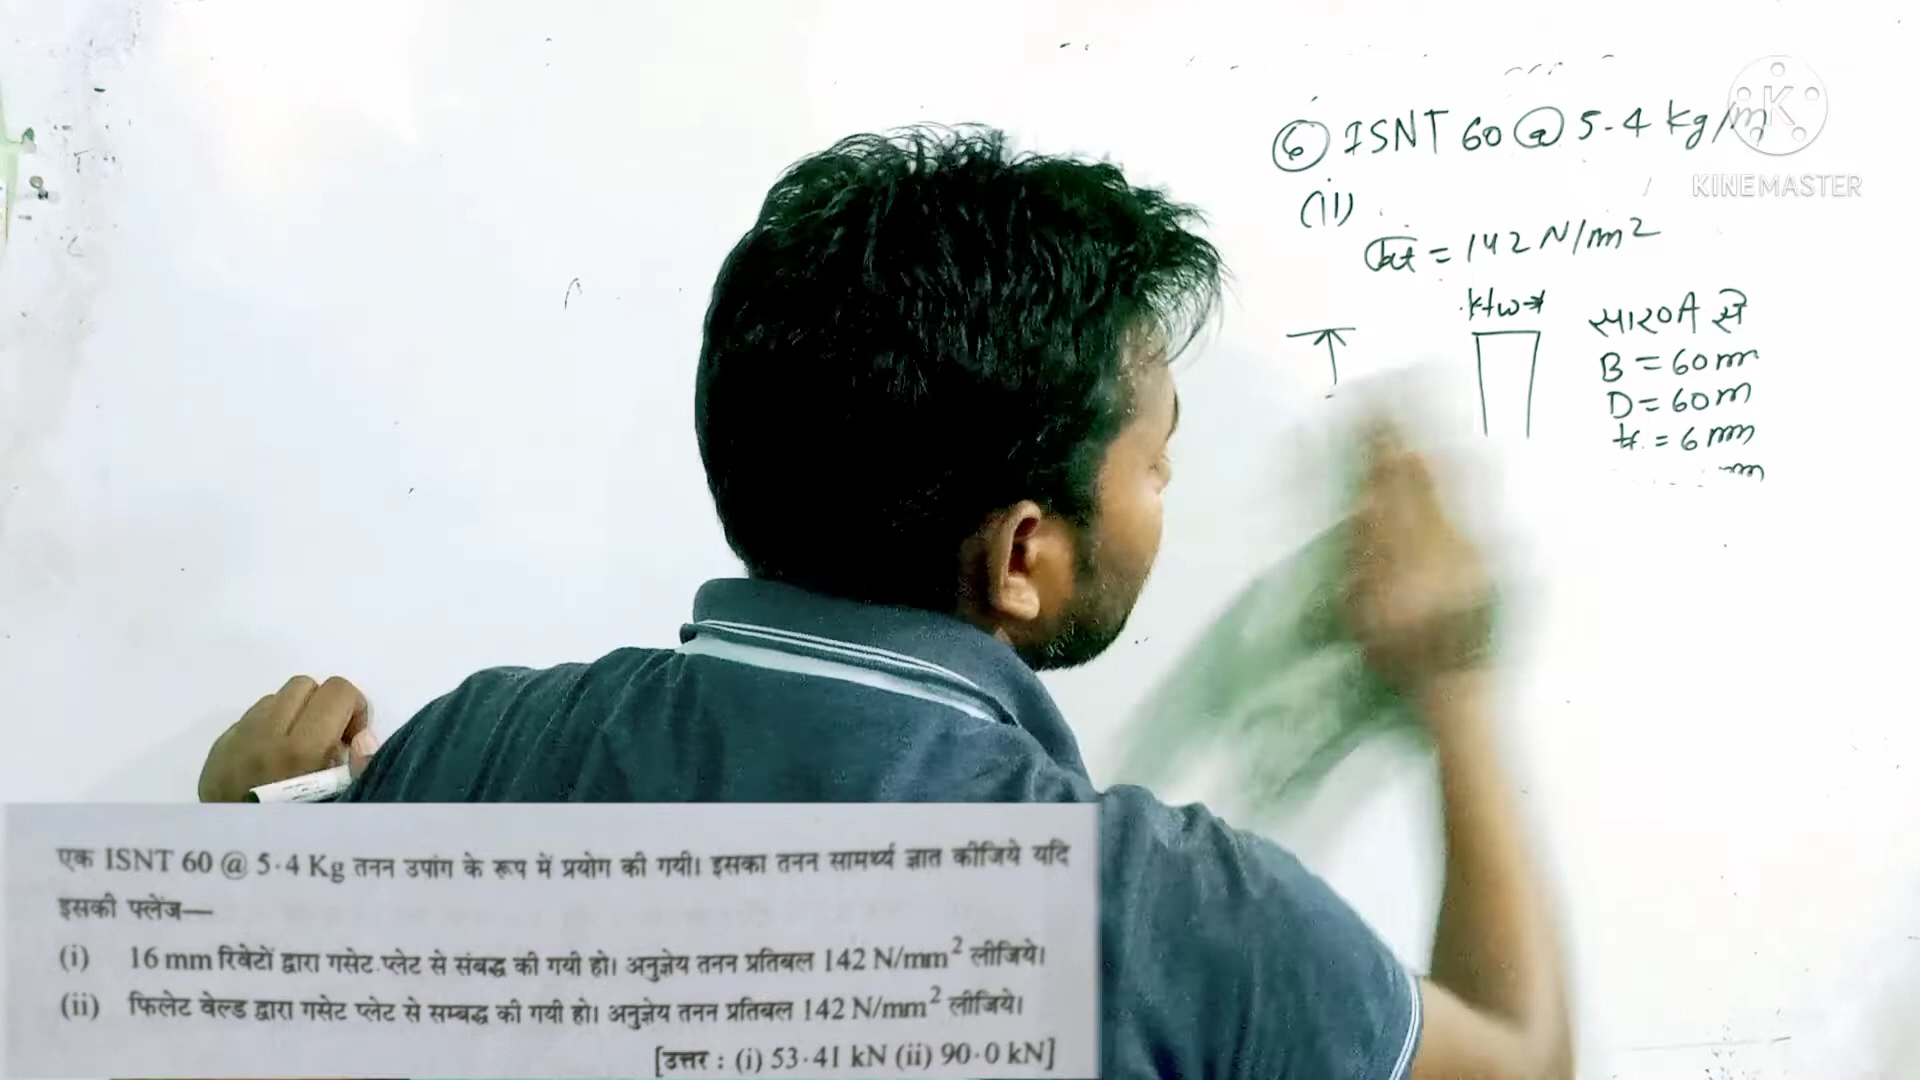 ⑥ ISNT 60 @ 5-4 kg/m
(ii)
σat = 142 N/mm2
tw
सा२०A से
B = 60 mm
D = 60 m
tf. = 6 mm
mm
KINEMASTER
एक ISNT 60 @ 5·4 Kg तनन उपांग के रूप में प्रयोग की गयी। इसका तनन सामर्थ्य ज्ञात कीजिये यदि
इसकी फ्लेंज—
(i) 16 mm रिवेटों द्वारा गसेट प्लेट से संबद्ध की गयी हो। अनुज्ञेय तनन प्रतिबल 142 N/mm² लीजिये।
(ii) फिलेट वेल्ड द्वारा गसेट प्लेट से सम्बद्ध की गयी हो। अनुज्ञेय तनन प्रतिबल 142 N/mm² लीजिये।
[उत्तर : (i) 53·41 kN (ii) 90·0 kN]